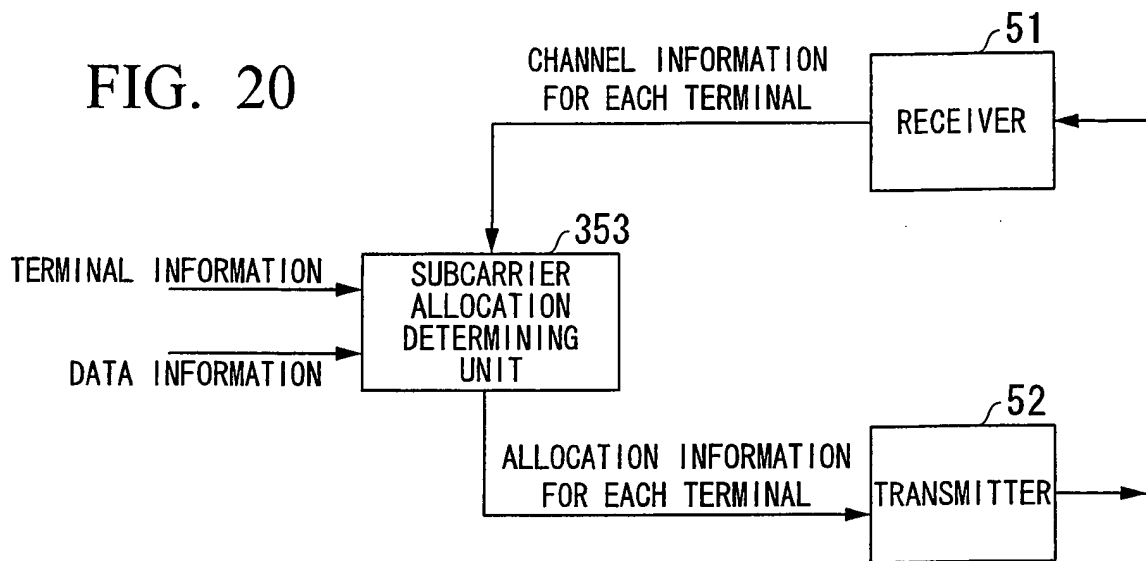 FIG. 20
CHANNEL INFORMATION
FOR EACH TERMINAL
51
RECEIVER
353
TERMINAL INFORMATION
DATA INFORMATION
SUBCARRIER
ALLOCATION
DETERMINING
UNIT
ALLOCATION INFORMATION
FOR EACH TERMINAL
52
TRANSMITTER